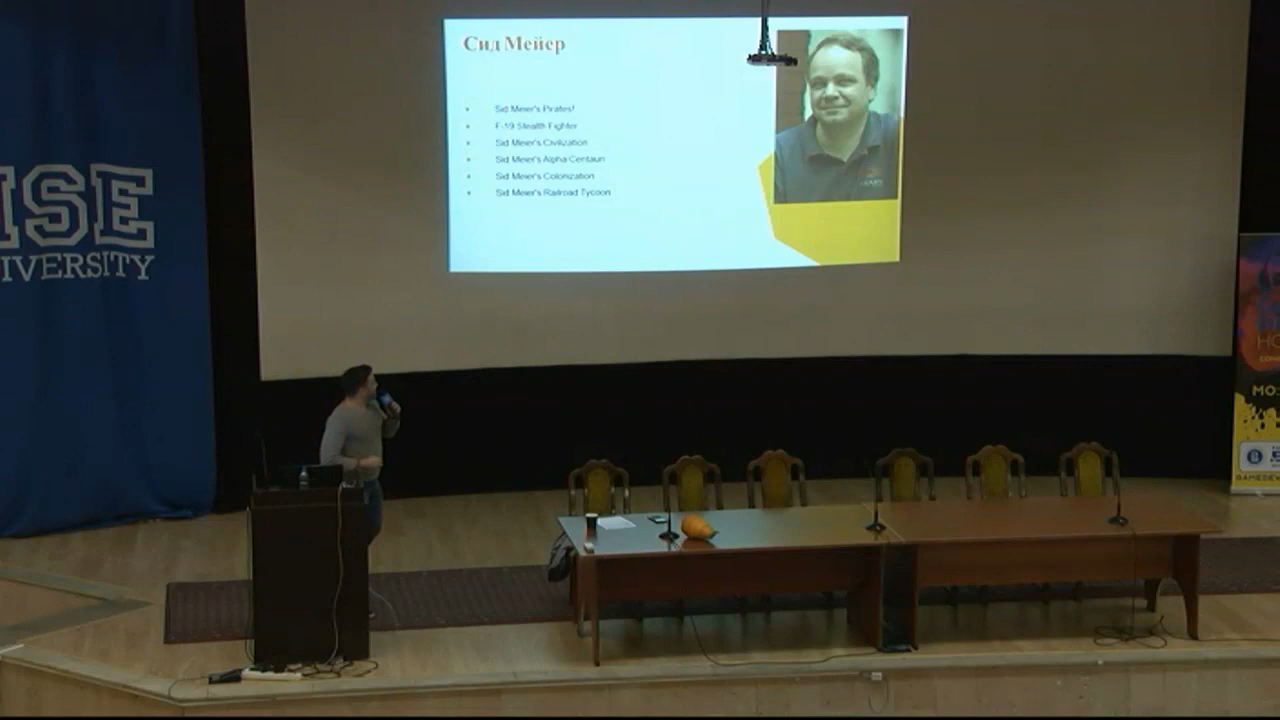 Сид Мейер
Sid Meier's Pirates!
F-19 Stealth Fighter
Sid Meier's Civilization
Sid Meier's Alpha Centauri
Sid Meier's Colonization
Sid Meier's Railroad Tycoon
HSE
UNIVERSITY